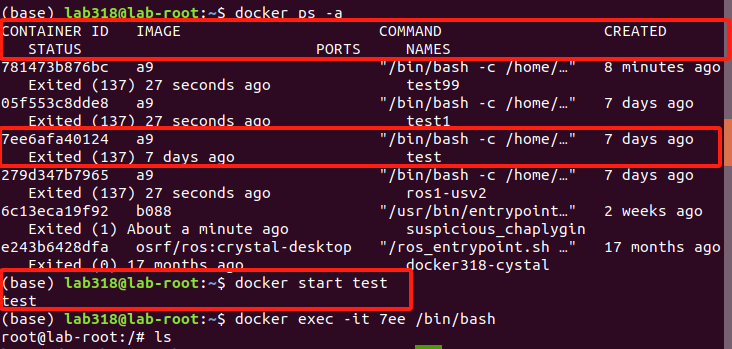 (base) lab318@lab-root:~$ docker ps -a
CONTAINER ID   IMAGE                        COMMAND                  CREATED
   STATUS                       PORTS     NAMES
781473b876bc   a9                           "/bin/bash -c /home/…"   8 minutes ago
   Exited (137) 27 seconds ago            test99
05f553c8dde8   a9                           "/bin/bash -c /home/…"   7 days ago
   Exited (137) 27 seconds ago            test1
7ee6afa40124   a9                           "/bin/bash -c /home/…"   7 days ago
   Exited (137) 7 days ago                test
279d347b7965   a9                           "/bin/bash -c /home/…"   7 days ago
   Exited (137) 27 seconds ago            ros1-usv2
6c13eca19f92   b088                         "/usr/bin/entrypoint…"   2 weeks ago
   Exited (1) About a minute ago          suspicious_chaplygin
e243b6428dfa   osrf/ros:crystal-desktop     "/ros_entrypoint.sh …"   17 months ago
   Exited (0) 17 months ago               docker318-cystal
(base) lab318@lab-root:~$ docker start test
test
(base) lab318@lab-root:~$ docker exec -it 7ee /bin/bash
root@lab-root:/# ls